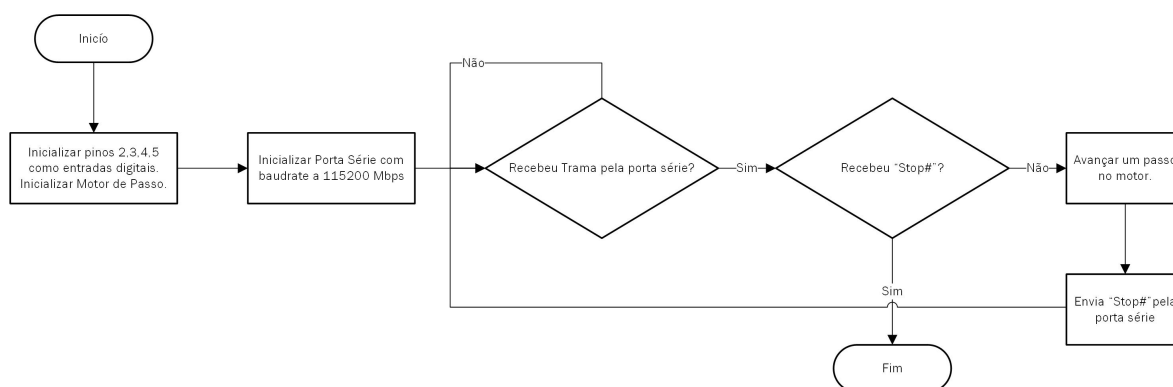 Inicío
Inicializar pinos 2,3,4,5
como entradas digitais.
Inicializar Motor de Passo.
Inicializar Porta Série com
baudrate a 115200 Mbps
Não
Recebeu Trama pela porta série?
Sim
Recebeu “Stop#”?
Não
Avançar um passo
no motor.
Sim
Envia “Stop#”pela
porta série
Fim